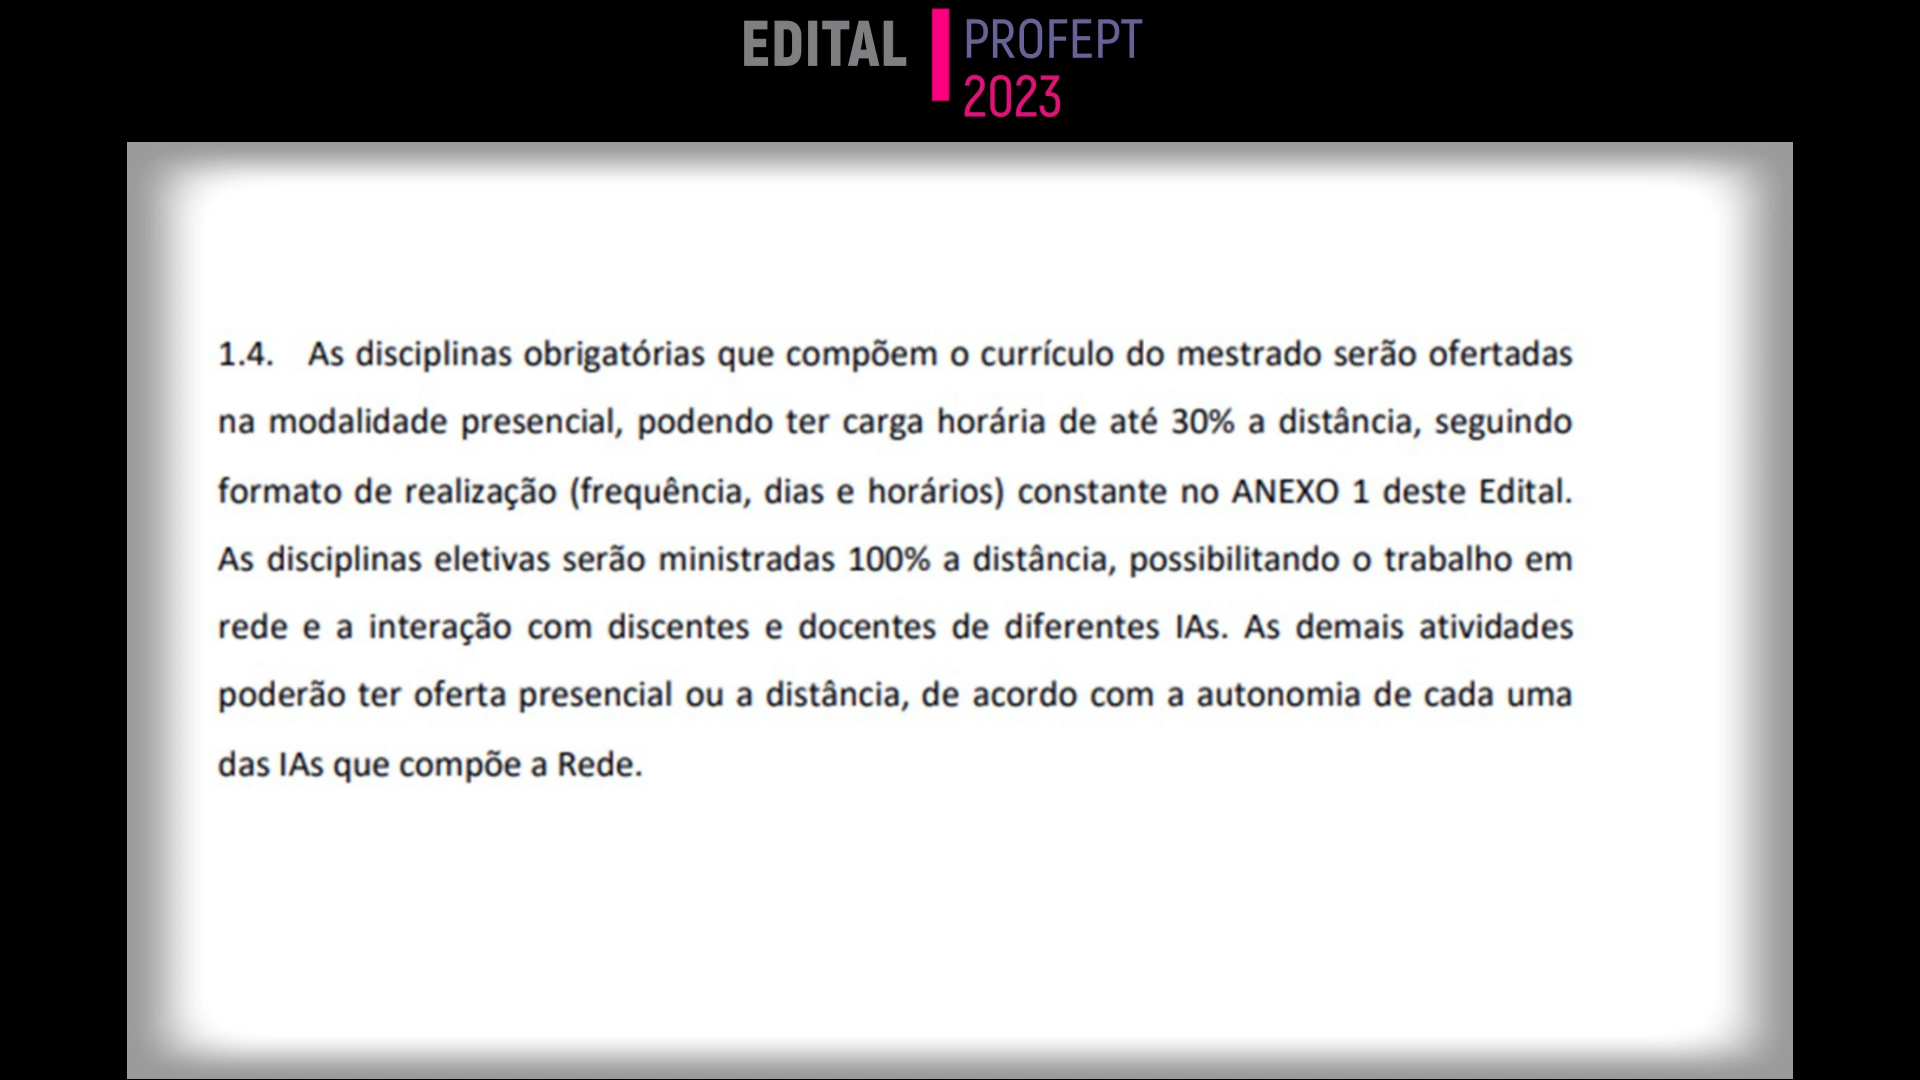 EDITAL
PROFEPT
2023
1.4. As disciplinas obrigatórias que compõem o currículo do mestrado serão ofertadas
na modalidade presencial, podendo ter carga horária de até 30% a distância, seguindo
formato de realização (frequência, dias e horários) constante no ANEXO 1 deste Edital.
As disciplinas eletivas serão ministradas 100% a distância, possibilitando o trabalho em
rede e a interação com discentes e docentes de diferentes IAs. As demais atividades
poderão ter oferta presencial ou a distância, de acordo com a autonomia de cada uma
das IAs que compõe a Rede.